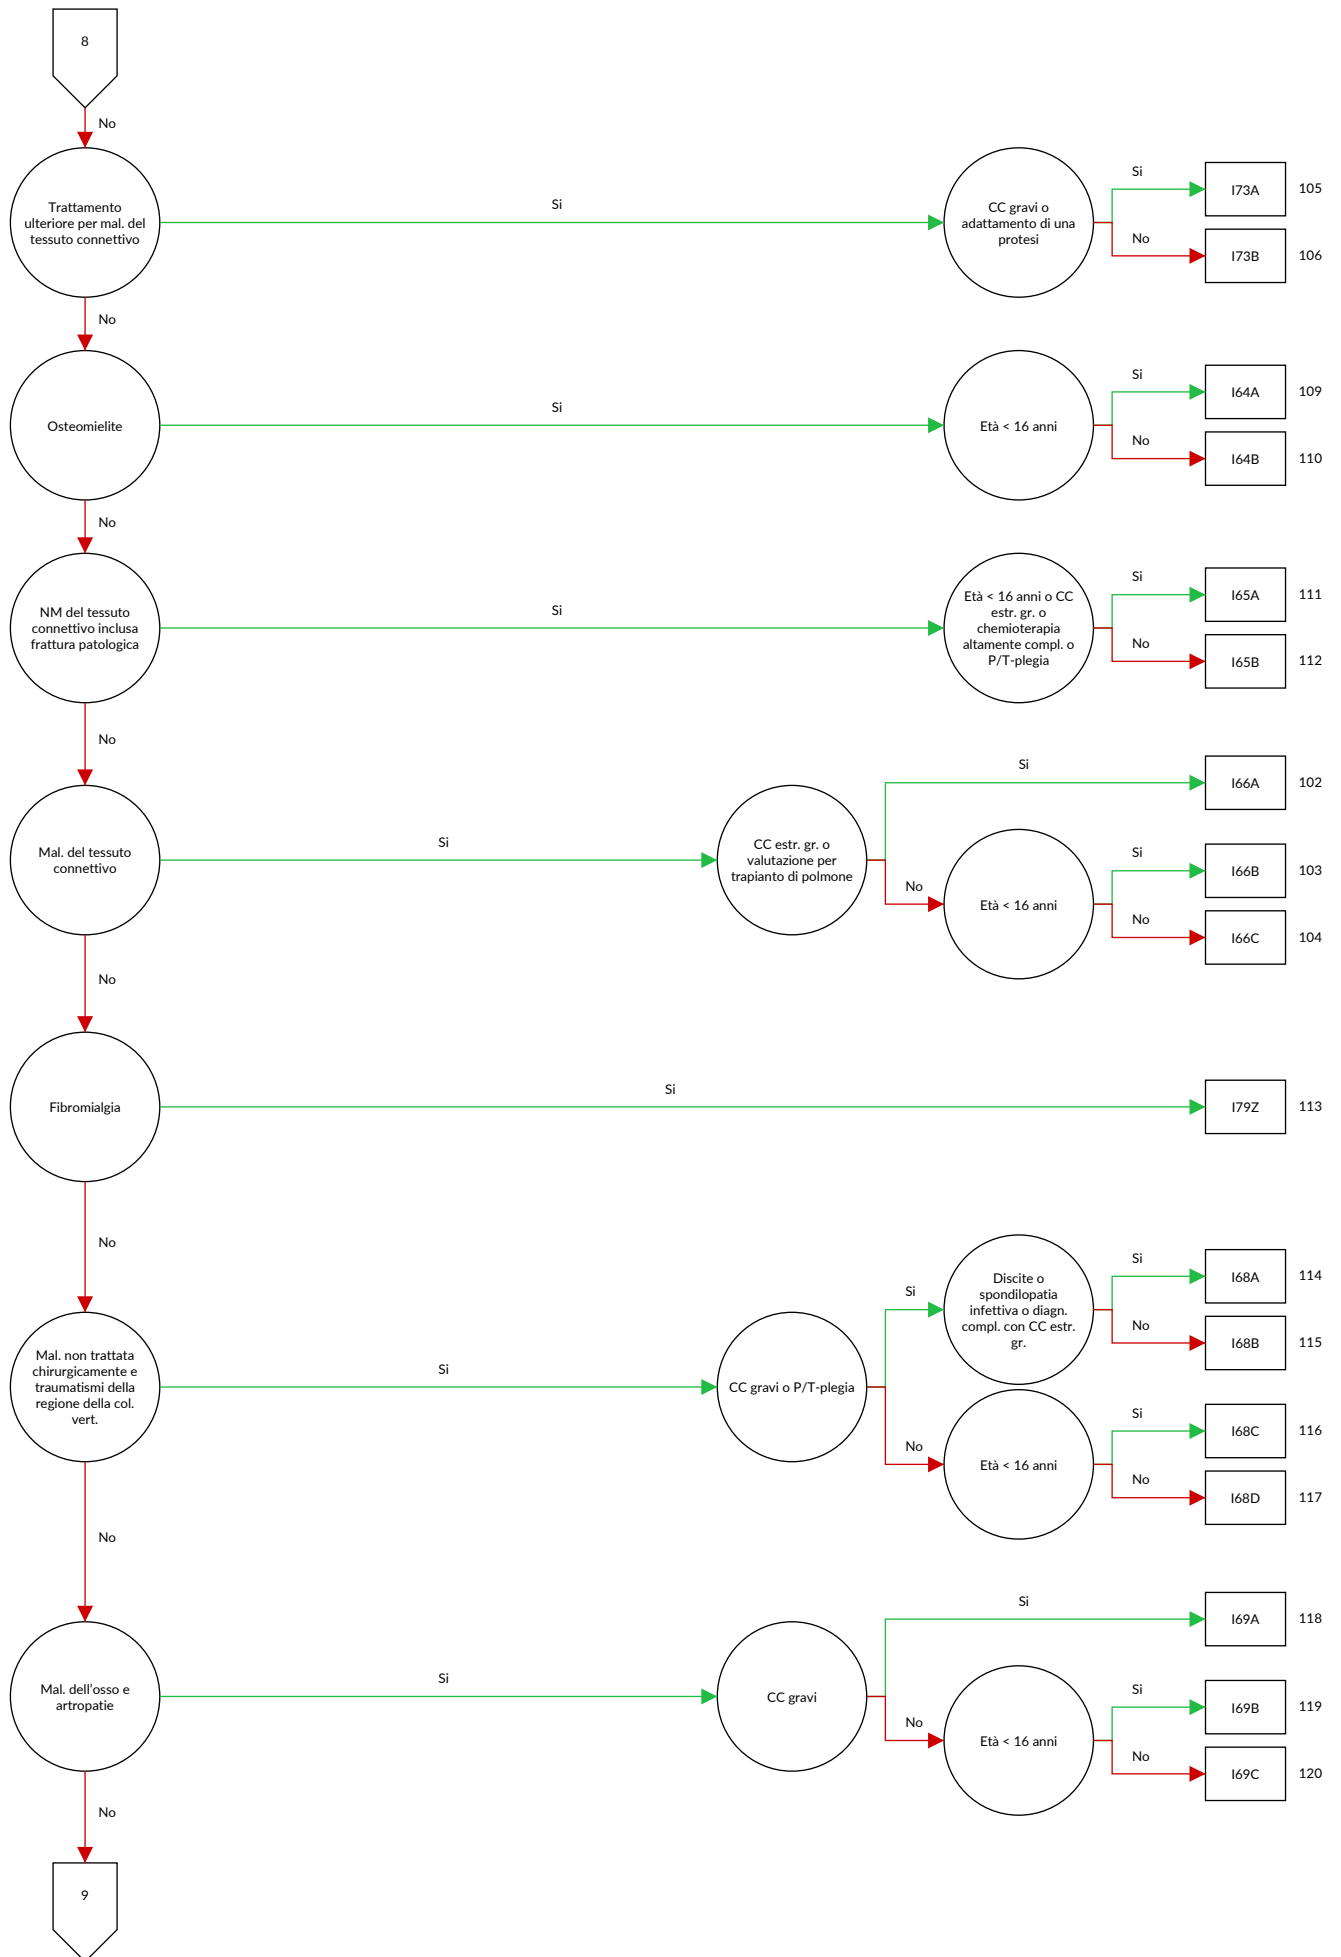 8
No
Trattamento
ulteriore per mal. del
tessuto connettivo
Si
CC gravi o
adattamento di una
protesi
Si
I73A
105
No
I73B
106
No
Osteomielite
Si
Età < 16 anni
Si
I64A
109
No
I64B
110
No
NM del tessuto
connettivo inclusa
frattura patologica
Si
Età < 16 anni o CC
estr. gr. o
chemioterapia
altamente compl. o
P/T-plegia
Si
I65A
111
No
I65B
112
No
Mal. del tessuto
connettivo
Si
CC estr. gr. o
valutazione per
trapianto di polmone
Si
I66A
102
No
Età < 16 anni
Si
I66B
103
No
I66C
104
No
Fibromialgia
Si
I79Z
113
No
Mal. non trattata
chirurgicamente e
traumatismi della
regione della col.
vert.
Si
CC gravi o P/T-plegia
Si
Discite o
spondilopatia
infettiva o diagn.
compl. con CC estr.
gr.
Si
I68A
114
No
I68B
115
No
Età < 16 anni
Si
I68C
116
No
I68D
117
No
Mal. dell'osso e
artropatie
Si
CC gravi
Si
I69A
118
No
Età < 16 anni
Si
I69B
119
No
I69C
120
No
9